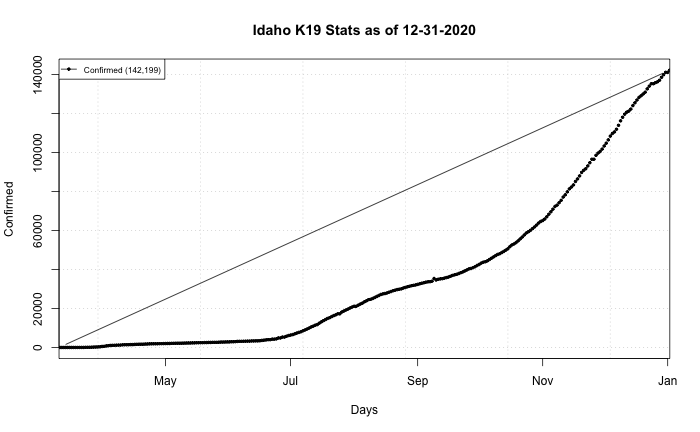 Idaho K19 Stats as of 12-31-2020
Confirmed (142,199)
Confirmed
140000
100000
60000
20000
0
May Jul Sep Nov Jan
Days